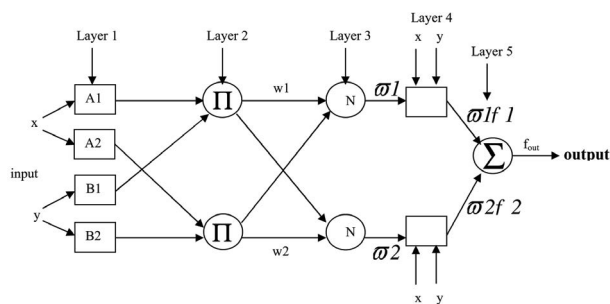 Layer 1
Layer 2
Layer 3
Layer 4
x y
Layer 5
A1
Π
w1
N
ϖ1
ϖ1f 1
x
A2
Σ
f_out
output
input
B1
y
B2
Π
w2
N
ϖ2
ϖ2f 2
x y